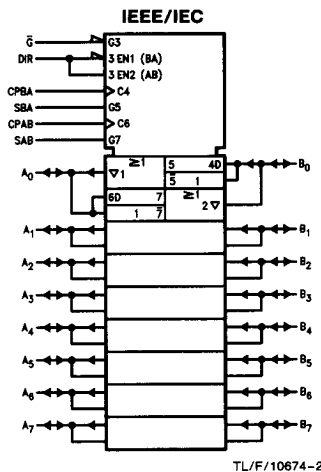 IEEE/IEC
G̅ G3
DIR 3 EN1 (BA)
3 EN2 (AB)
CPBA C4
SBA G5
CPAB C6
SAB G7
A₀ ≥1 5 4D B₀
▽1 5̅ 1
6D 7 ≥1
1 7̅ 2▽
A₁ B₁
A₂ B₂
A₃ B₃
A₄ B₄
A₅ B₅
A₆ B₆
A₇ B₇
TL/F/10674-2